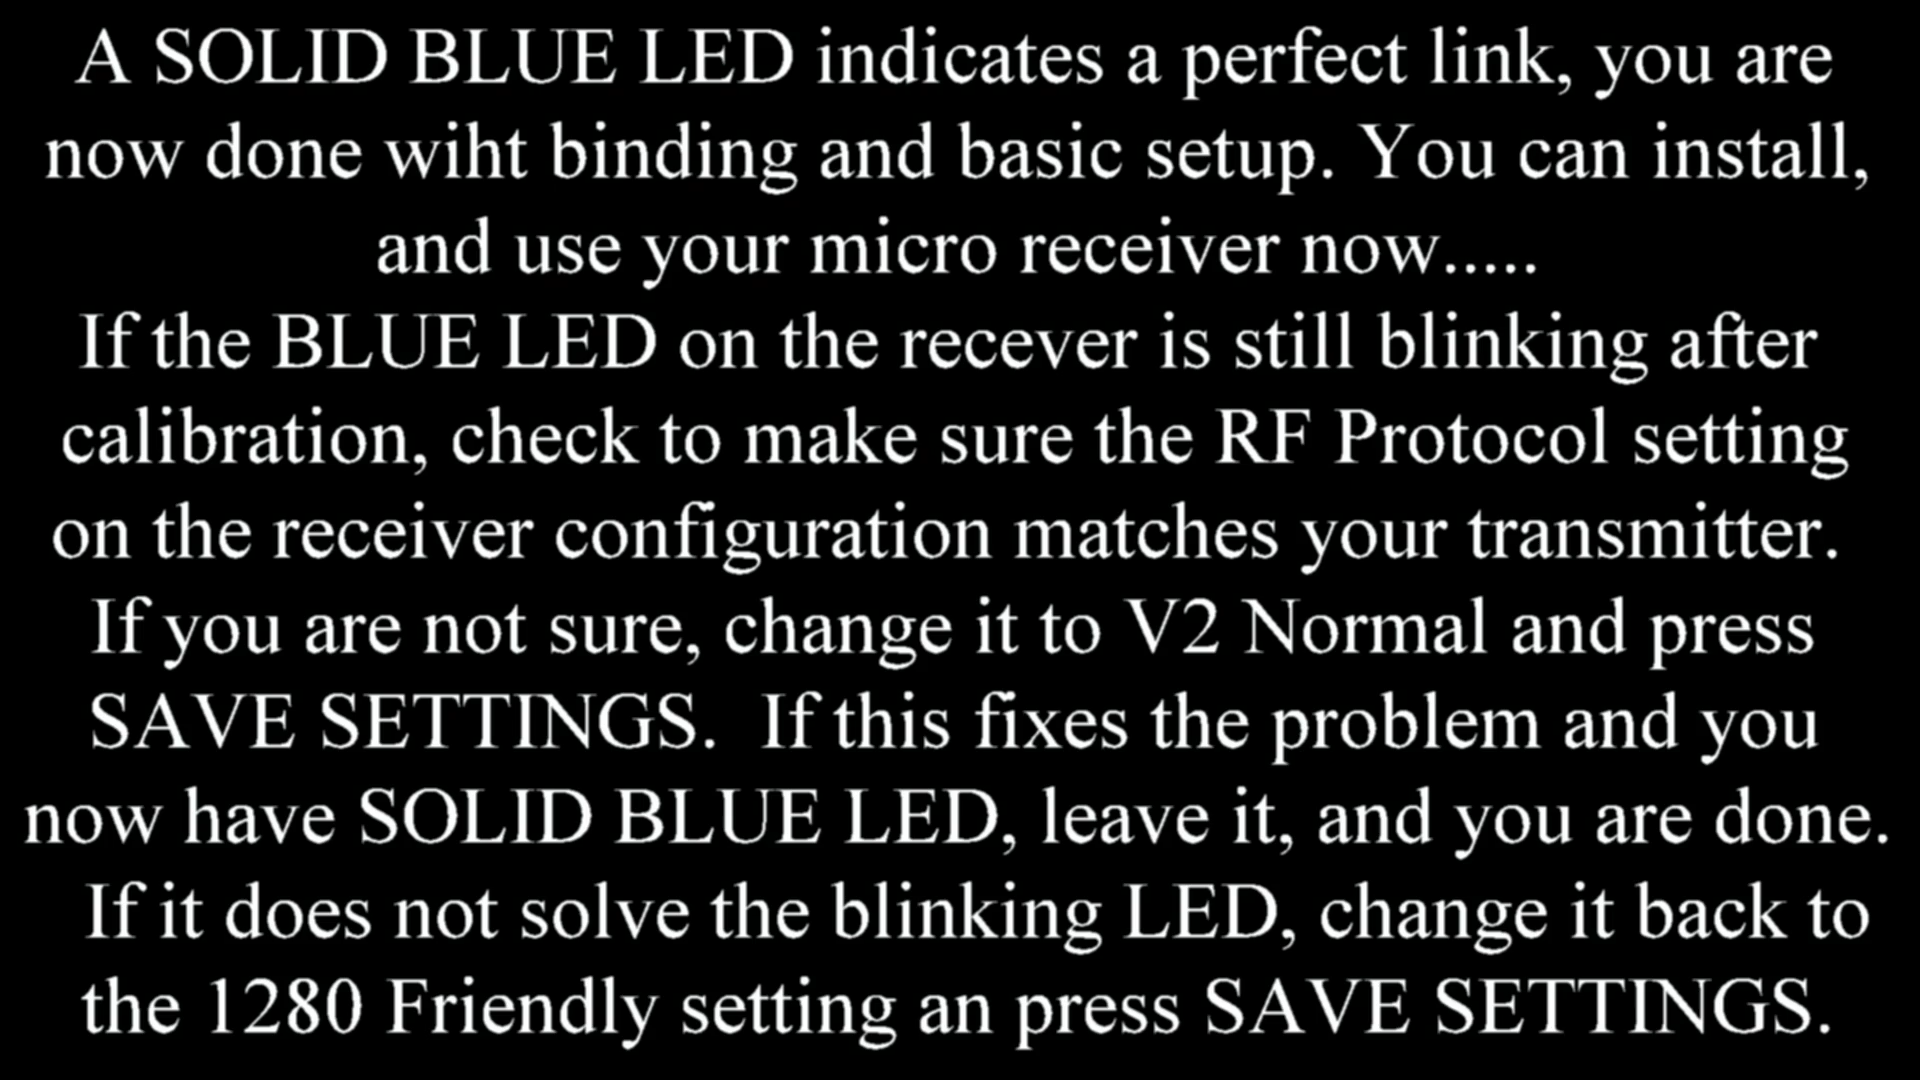 A SOLID BLUE LED indicates a perfect link, you are
now done wiht binding and basic setup. You can install,
and use your micro receiver now.....
If the BLUE LED on the recever is still blinking after
calibration, check to make sure the RF Protocol setting
on the receiver configuration matches your transmitter.
If you are not sure, change it to V2 Normal and press
SAVE SETTINGS.  If this fixes the problem and you
now have SOLID BLUE LED, leave it, and you are done.
If it does not solve the blinking LED, change it back to
the 1280 Friendly setting an press SAVE SETTINGS.